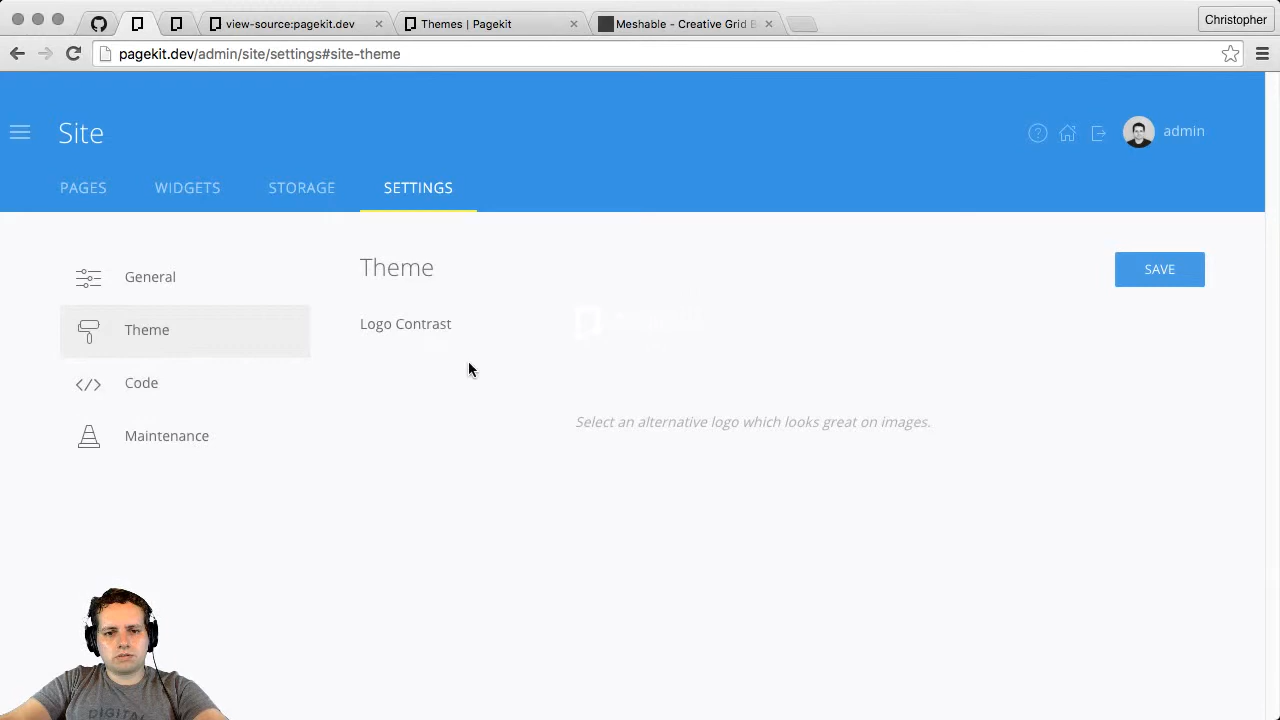 view-source:pagekit.dev
Themes | Pagekit
Meshable - Creative Grid B
Christopher
pagekit.dev/admin/site/settings#site-theme
Site
admin
PAGES
WIDGETS
STORAGE
SETTINGS
General
Theme
Code
Maintenance
Theme
SAVE
Logo Contrast
Select an alternative logo which looks great on images.
DIGITAL